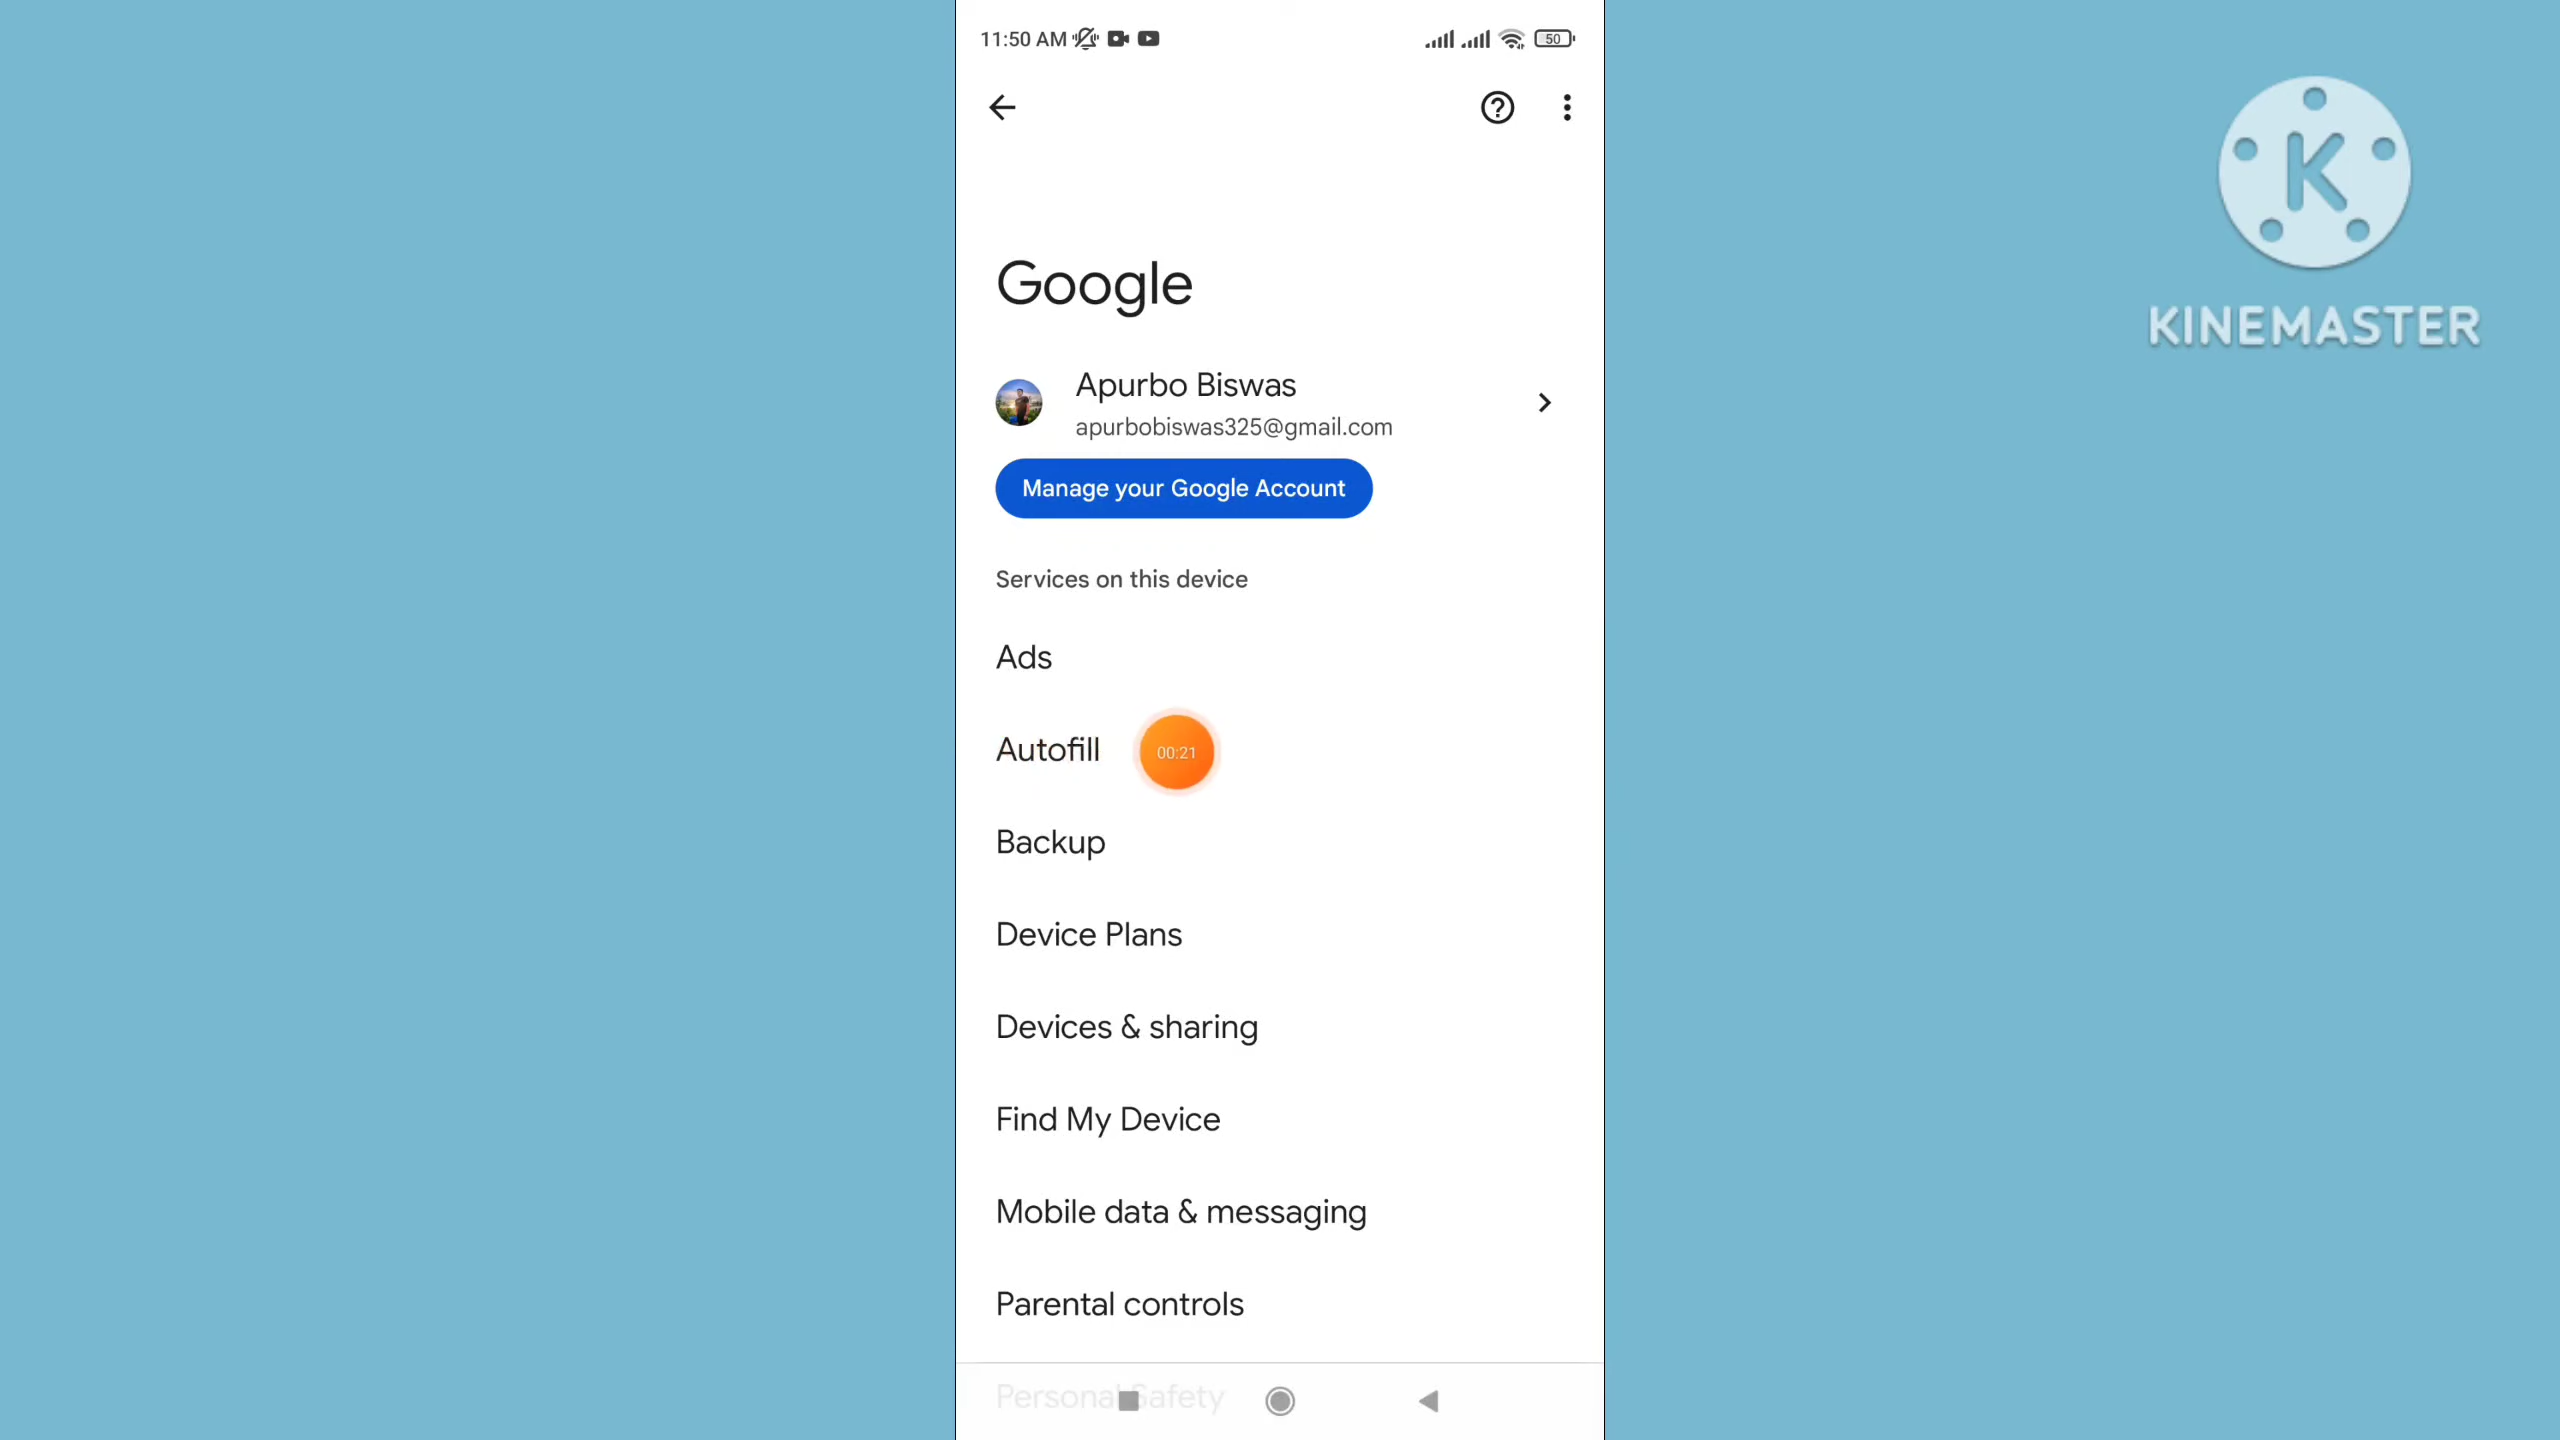 11:50 AM
50
Google
Apurbo Biswas
apurbobiswas325@gmail.com
Manage your Google Account
Services on this device
Ads
Autofill
00:21
Backup
Device Plans
Devices & sharing
Find My Device
Mobile data & messaging
Parental controls
Personal Safety
K
KINEMASTER